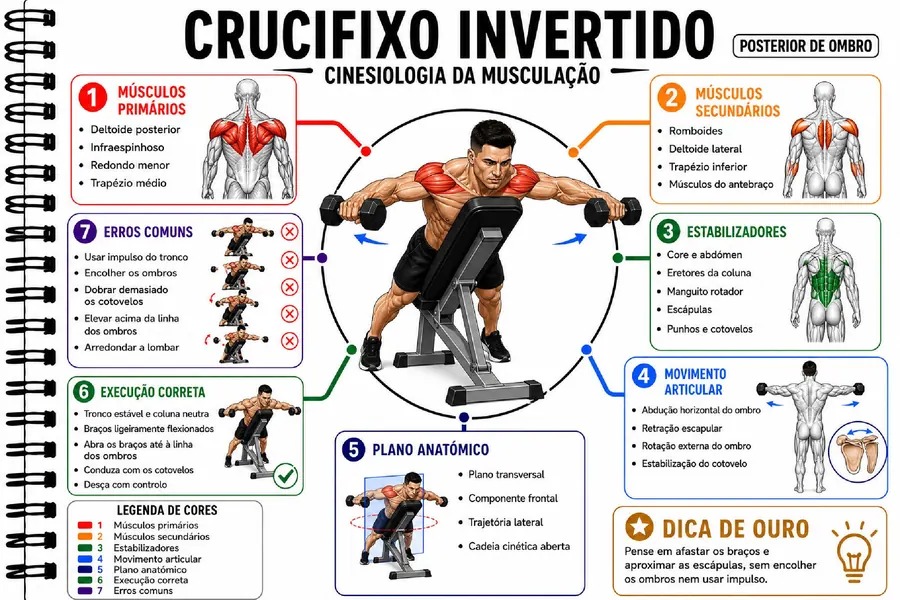 CRUCIFIXO INVERTIDO
CINESIOLOGIA DA MUSCULAÇÃO
POSTERIOR DE OMBRO
1 MÚSCULOS
PRIMÁRIOS
• Deltoide posterior
• Infraespinhoso
• Redondo menor
• Trapézio médio
2 MÚSCULOS
SECUNDÁRIOS
• Romboides
• Deltoide lateral
• Trapézio inferior
• Músculos do antebraço
3 ESTABILIZADORES
• Core e abdómen
• Eretores da coluna
• Manguito rotador
• Escápulas
• Punhos e cotovelos
4 MOVIMENTO
ARTICULAR
• Abdução horizontal do ombro
• Retração escapular
• Rotação externa do ombro
• Estabilização do cotovelo
5 PLANO ANATÓMICO
• Plano transversal
• Componente frontal
• Trajetória lateral
• Cadeia cinética aberta
6 EXECUÇÃO CORRETA
• Tronco estável e coluna neutra
• Braços ligeiramente flexionados
• Abra os braços até à linha
dos ombros
• Conduza com os cotovelos
• Desça com controlo
7 ERROS COMUNS
• Usar impulso do tronco
• Encolher os ombros
• Dobrar demasiado
os cotovelos
• Elevar acima da linha
dos ombros
• Arredondar a lombar
LEGENDA DE CORES
1 Músculos primários
2 Músculos secundários
3 Estabilizadores
4 Movimento articular
5 Plano anatómico
6 Execução correta
7 Erros comuns
DICA DE OURO
Pense em afastar os braços e
aproximar as escápulas, sem encolher
os ombros nem usar impulso.